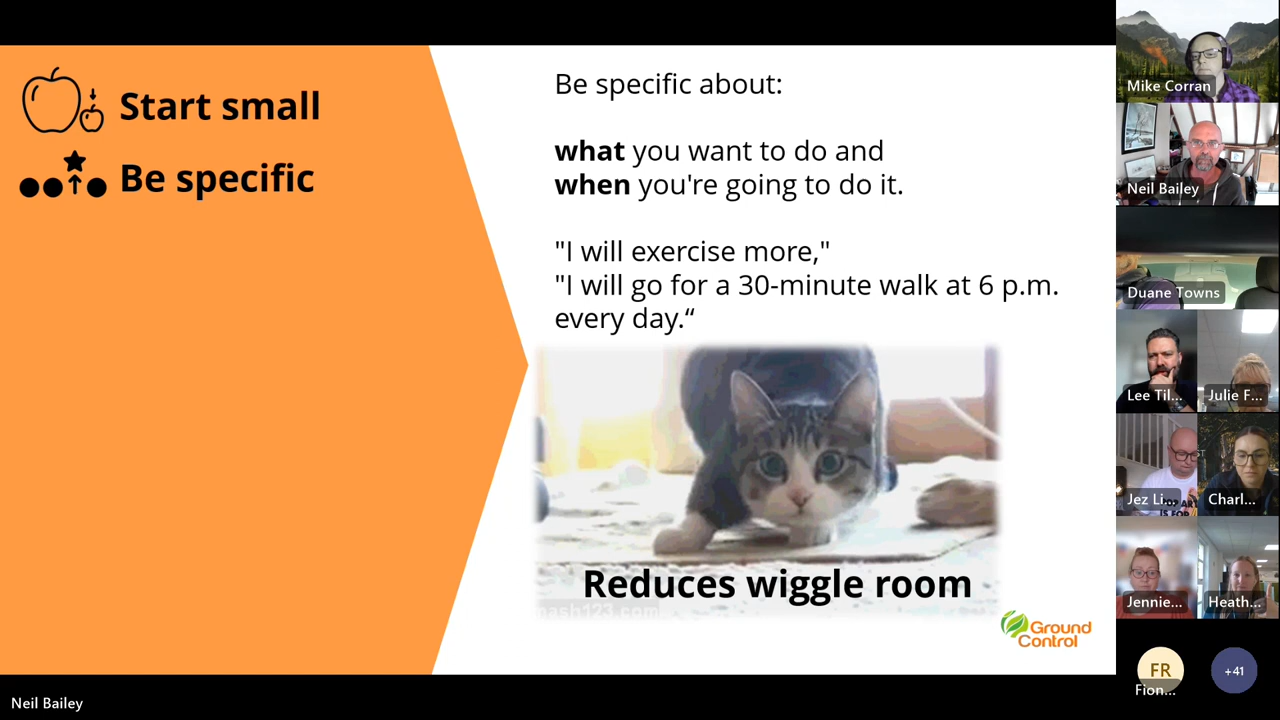 Start small
Be specific
Be specific about:
what you want to do and
when you're going to do it.
"I will exercise more,"
"I will go for a 30-minute walk at 6 p.m.
every day.“
Reduces wiggle room
mash123.com
Ground
Control
Neil Bailey
Mike Corran
Neil Bailey
Duane Towns
Lee Til...
Julie F...
Jez Li...
Charl...
Jennie...
Heath...
FR
Fion...
+41